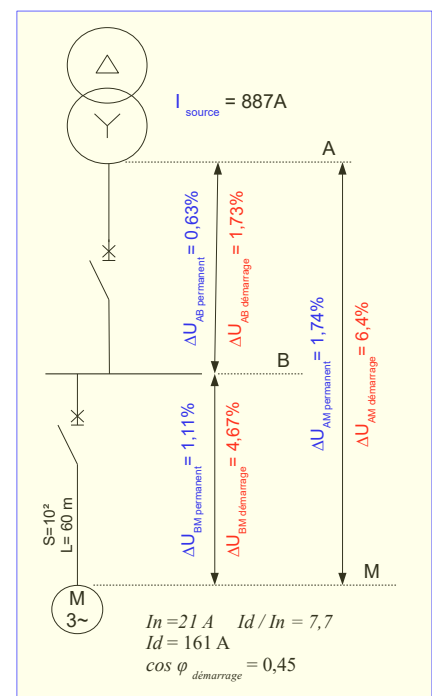 I source = 887A
A
ΔU AB permanent = 0,63%
ΔU AB démarrage = 1,73%
ΔU AM permanent = 1,74%
ΔU AM démarrage = 6,4%
B
ΔU BM permanent = 1,11%
ΔU BM démarrage = 4,67%
S=10²
L= 60 m
M
M
3~
In =21 A Id / In = 7,7
Id = 161 A
cos φ démarrage = 0,45